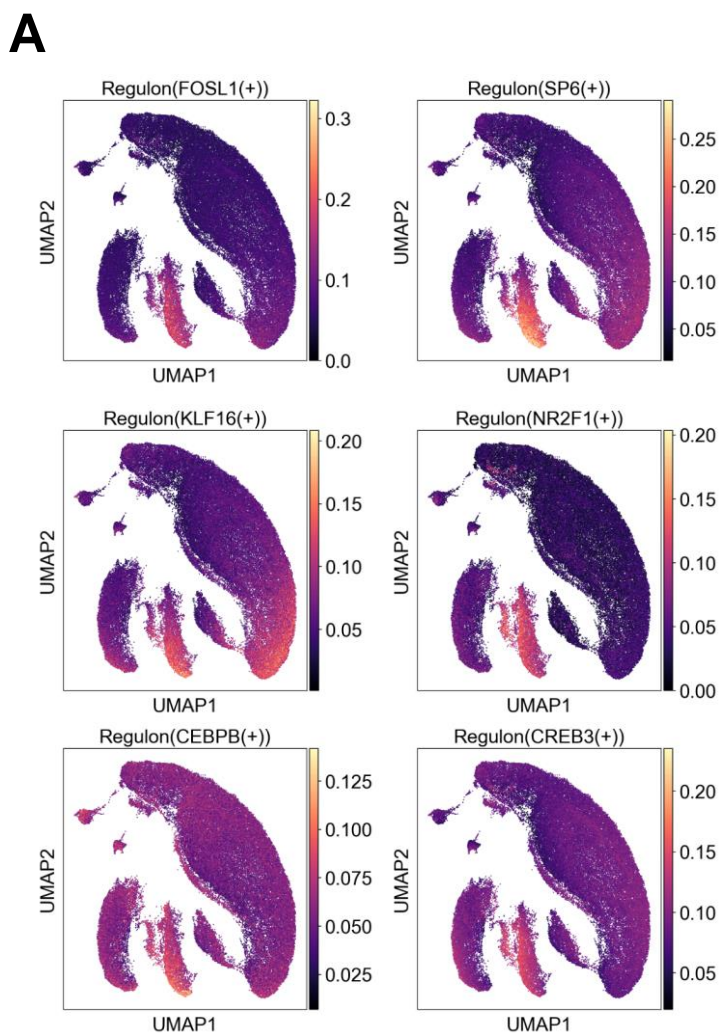 A
Regulon(FOSL1(+))
UMAP2
UMAP1
0.3
0.2
0.1
0.0
Regulon(SP6(+))
UMAP2
UMAP1
0.25
0.20
0.15
0.10
0.05
Regulon(KLF16(+))
UMAP2
UMAP1
0.20
0.15
0.10
0.05
Regulon(NR2F1(+))
UMAP2
UMAP1
0.20
0.15
0.10
0.05
0.00
Regulon(CEBPB(+))
UMAP2
UMAP1
0.125
0.100
0.075
0.050
0.025
Regulon(CREB3(+))
UMAP2
UMAP1
0.20
0.15
0.10
0.05